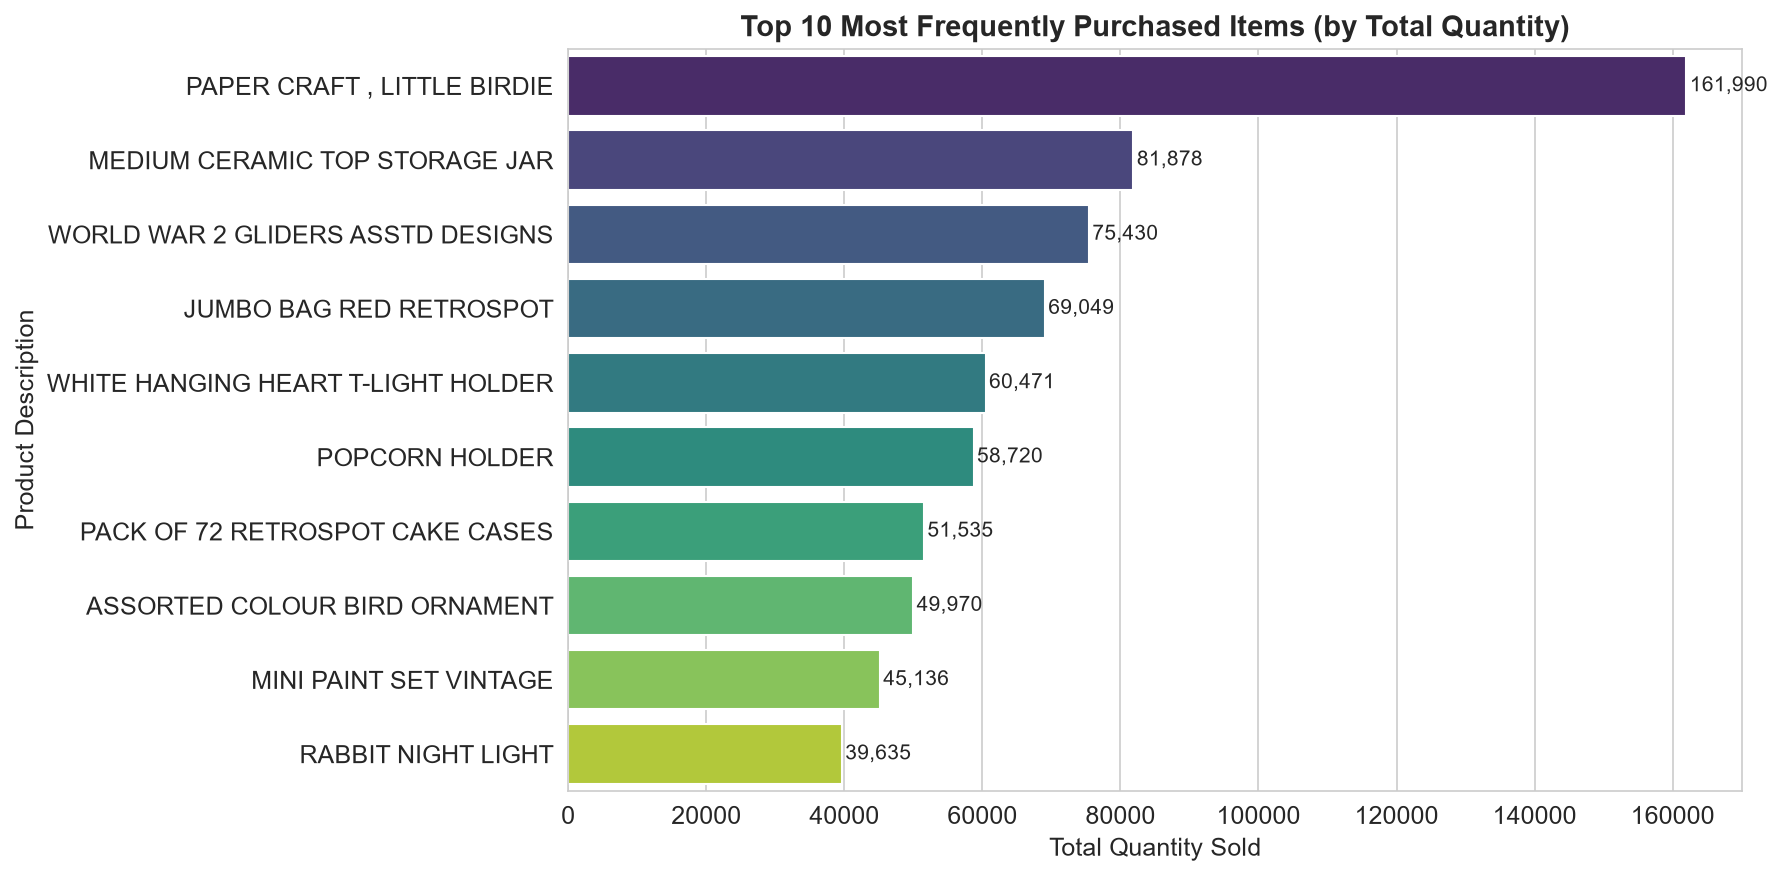 Top 10 Most Frequently Purchased Items (by Total Quantity)
PAPER CRAFT , LITTLE BIRDIE 161,990
MEDIUM CERAMIC TOP STORAGE JAR 81,878
WORLD WAR 2 GLIDERS ASSTD DESIGNS 75,430
JUMBO BAG RED RETROSPOT 69,049
WHITE HANGING HEART T-LIGHT HOLDER 60,471
POPCORN HOLDER 58,720
PACK OF 72 RETROSPOT CAKE CASES 51,535
ASSORTED COLOUR BIRD ORNAMENT 49,970
MINI PAINT SET VINTAGE 45,136
RABBIT NIGHT LIGHT 39,635
Product Description
0 20000 40000 60000 80000 100000 120000 140000 160000
Total Quantity Sold